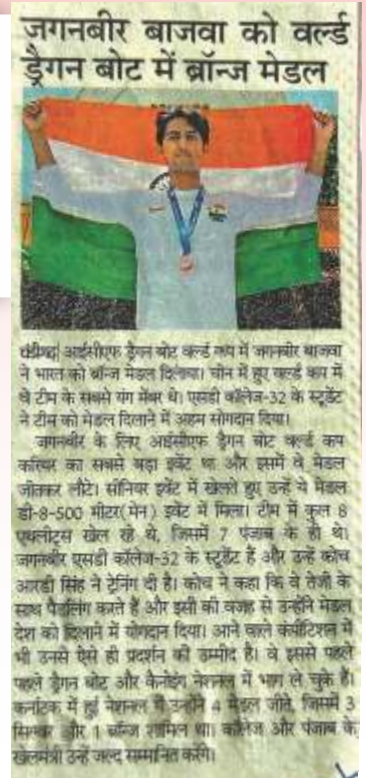 जगनबीर बाजवा को वर्ल्ड
ड्रैगन बोट में ब्रॉन्ज मेडल
चंडीगढ़| आईसीएफ ड्रैगन बोट वर्ल्ड कप में जगनबीर बाजवा
ने भारत को ब्रॉन्ज मेडल दिलाया। चीन में हुए वर्ल्ड कप में
वे टीम के सबसे यंग मेंबर थे। एसडी कॉलेज-32 के स्टूडेंट
ने टीम को मेडल दिलाने में अहम योगदान दिया।
जगनबीर के लिए आईसीएफ ड्रैगन बोट वर्ल्ड कप
करियर का सबसे बड़ा इवेंट था और इसमें वे मेडल
जीतकर लौटे। सीनियर इवेंट में खेलते हुए उन्हें ये मेडल
डी-8-500 मीटर(मेन) इवेंट में मिला। टीम में कुल 8
एथलीट्स खेल रहे थे, जिसमें 7 पंजाब के ही थे।
जगनबीर एसडी कॉलेज-32 के स्टूडेंट हैं और उन्हें कोच
आरडी सिंह ने ट्रेनिंग दी है। कोच ने कहा कि वे तेजी के
साथ पैडलिंग करते हैं और इसी की वजह से उन्होंने मेडल
देश को दिलाने में योगदान दिया। आने वाले कंपीटिशन में
भी उनसे ऐसे ही प्रदर्शन की उम्मीद है। वे इससे पहले
पहले ड्रैगन बोट और कैनोइंग नेशनल में भाग ले चुके हैं।
कर्नाटक में हुई नेशनल में उन्होंने 4 मेडल जीते, जिसमें 3
सिल्वर और 1 ब्रॉन्ज शामिल था। कॉलेज और पंजाब के
खेलमंत्री उन्हें जल्द सम्मानित करेंगे।